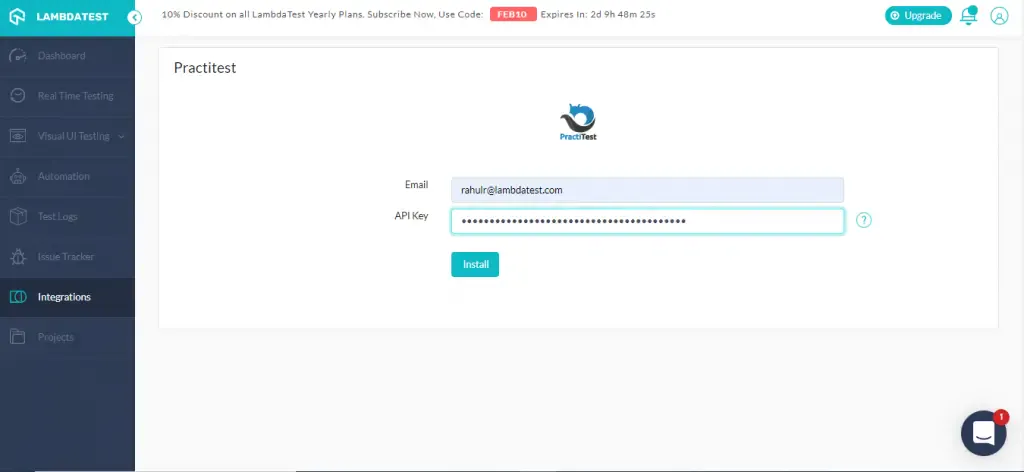 LAMBDATEST
10% Discount on all LambdaTest Yearly Plans. Subscribe Now, Use Code: FEB10 Expires In: 2d 9h 48m 25s
Upgrade
Dashboard
Real Time Testing
Visual UI Testing
Automation
Test Logs
Issue Tracker
Integrations
Projects
Practitest
PractiTest
Email
rahulr@lambdatest.com
API Key
?
Install
1